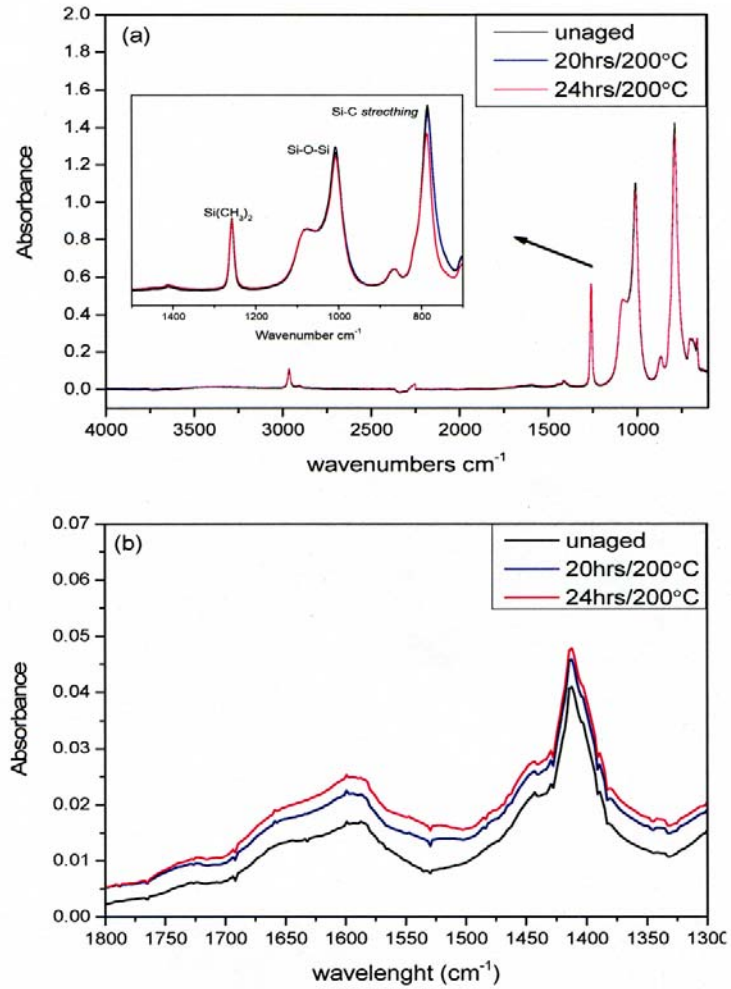 (a)
unaged
20hrs/200°C
24hrs/200°C
Absorbance
2.0
1.8
1.6
1.4
1.2
1.0
0.8
0.6
0.4
0.2
0.0
Si-C strecthing
Si-O-Si
Si(CH3)2
1400 1200 1000 800
Wavenumber cm-1
4000 3500 3000 2500 2000 1500 1000
wavenumbers cm-1
(b)
unaged
20hrs/200°C
24hrs/200°C
Absorbance
0.07
0.06
0.05
0.04
0.03
0.02
0.01
0.00
1800 1750 1700 1650 1600 1550 1500 1450 1400 1350 1300
wavelenght (cm-1)